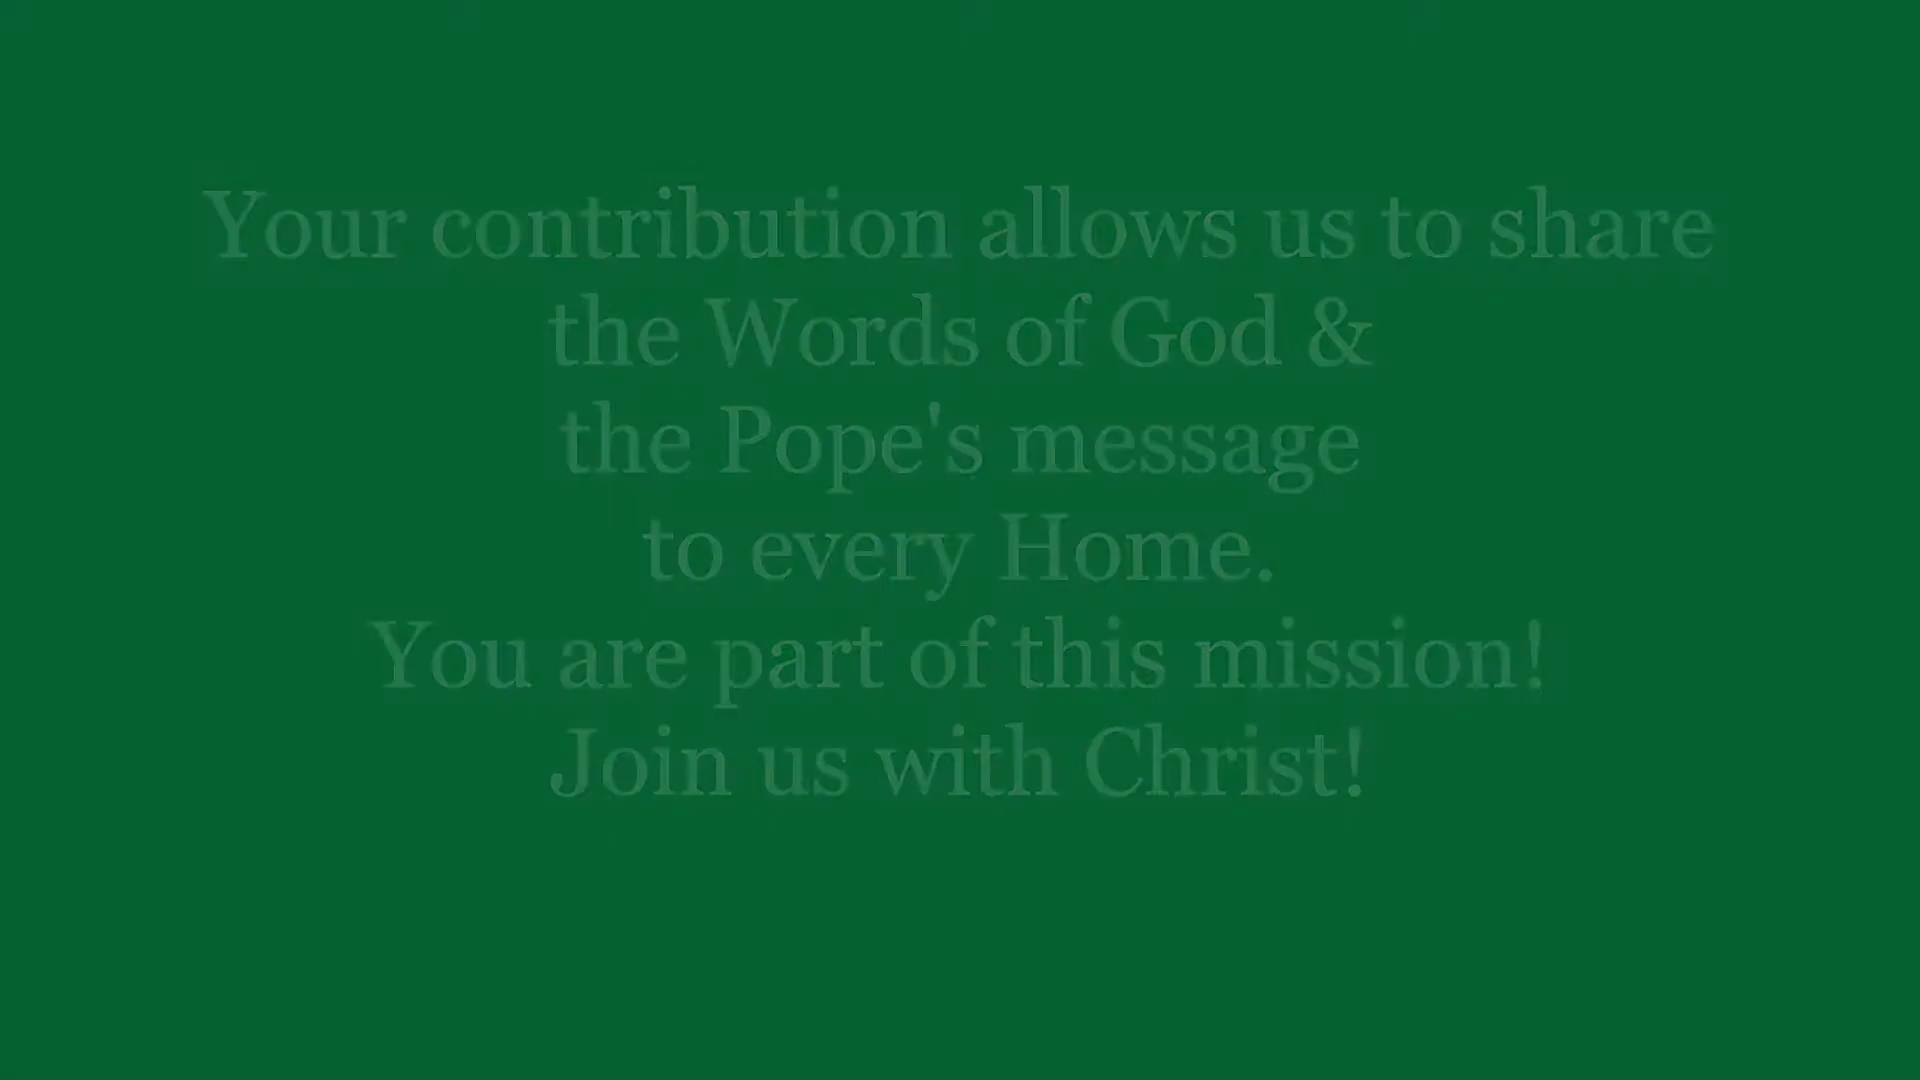 Your contribution allows us to share
the Words of God &
the Pope's message
to every Home.
You are part of this mission!
Join us with Christ!